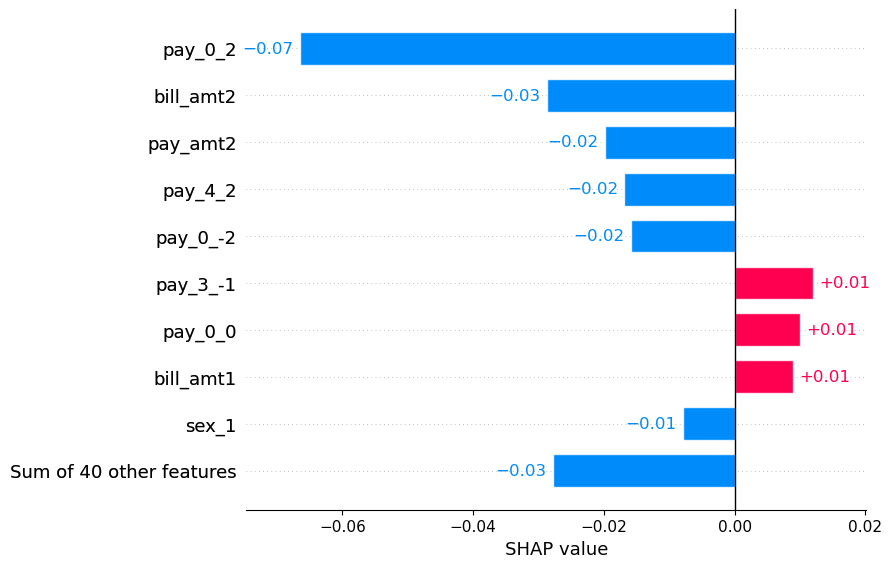 pay_0_2 −0.07
bill_amt2 −0.03
pay_amt2 −0.02
pay_4_2 −0.02
pay_0_-2 −0.02
pay_3_-1 +0.01
pay_0_0 +0.01
bill_amt1 +0.01
sex_1 −0.01
Sum of 40 other features −0.03
−0.06 −0.04 −0.02 0.00 0.02
SHAP value